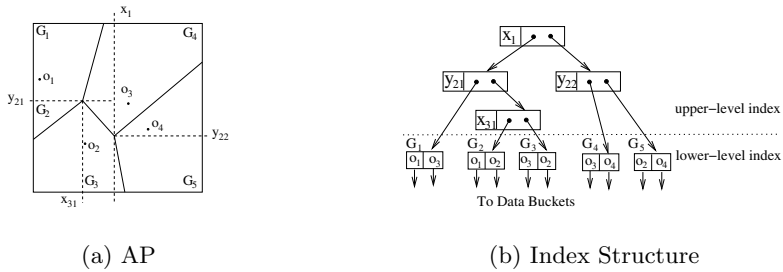 x1
G1
G4
o1
o3
y21
G2
o4
y22
o2
G3
G5
x31
(a) AP
x1
y21
y22
x31
upper−level index
G1 G2 G3 G4 G5
lower−level index
o1 o3 o1 o2 o3 o2 o3 o4 o2 o4
To Data Buckets
(b) Index Structure